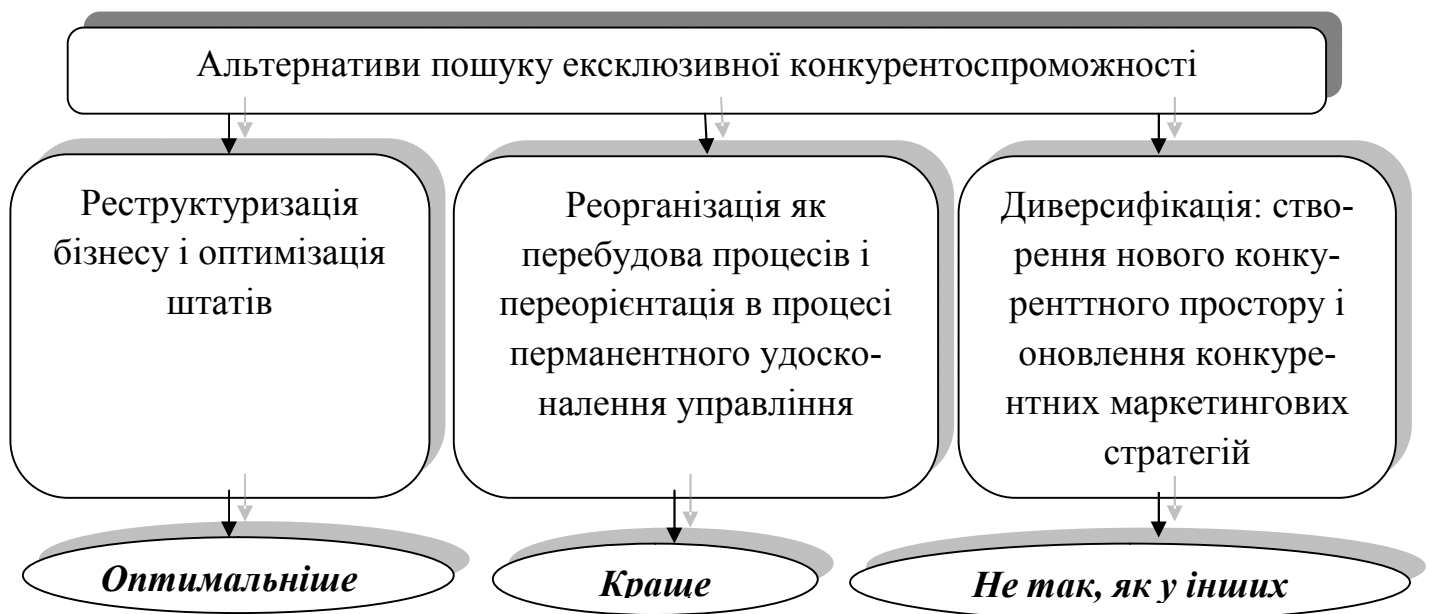 Альтернативи пошуку ексклюзивної конкурентоспроможності
Реструктуризація
бізнесу і оптимізація
штатів
Реорганізація як
перебудова процесів і
переорієнтація в процесі
перманентного удоско-
налення управління
Диверсифікація: ство-
рення нового конку-
ренттного простору і
оновлення конкуре-
нтних маркетингових
стратегій
Оптимальніше
Краще
Не так, як у інших